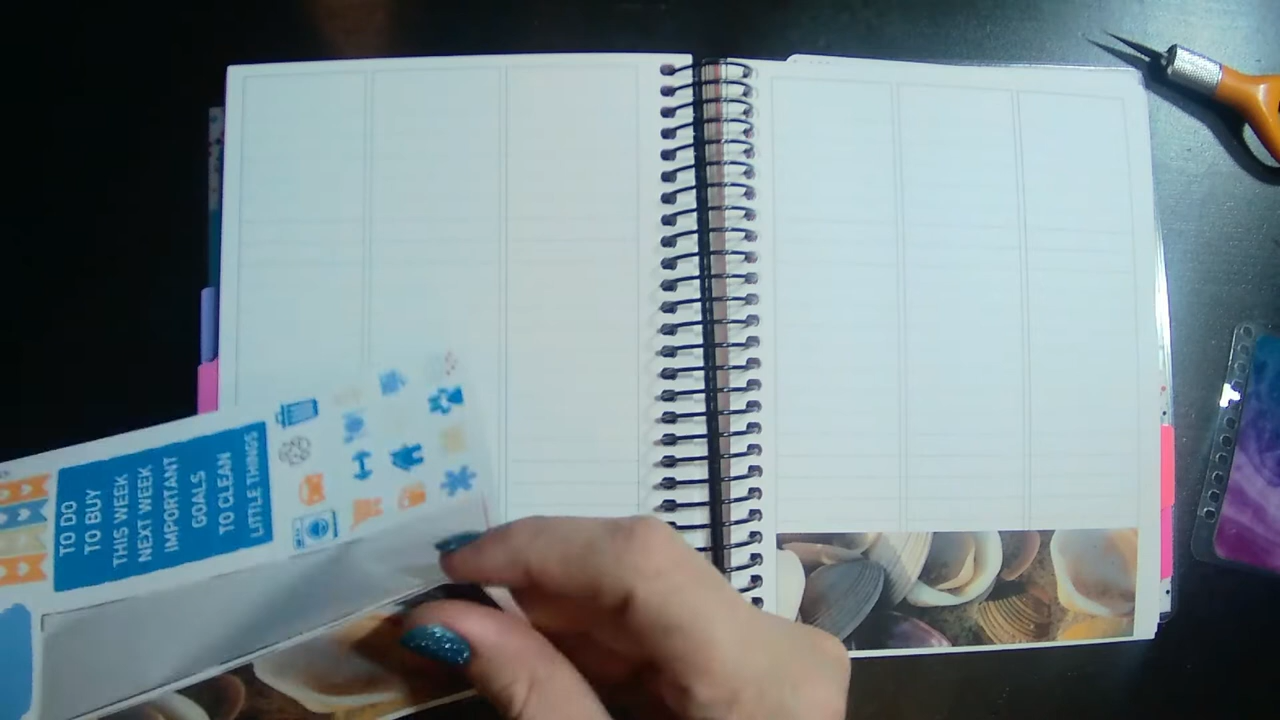 TO DO
TO BUY
THIS WEEK
NEXT WEEK
IMPORTANT
GOALS
TO CLEAN
LITTLE THINGS